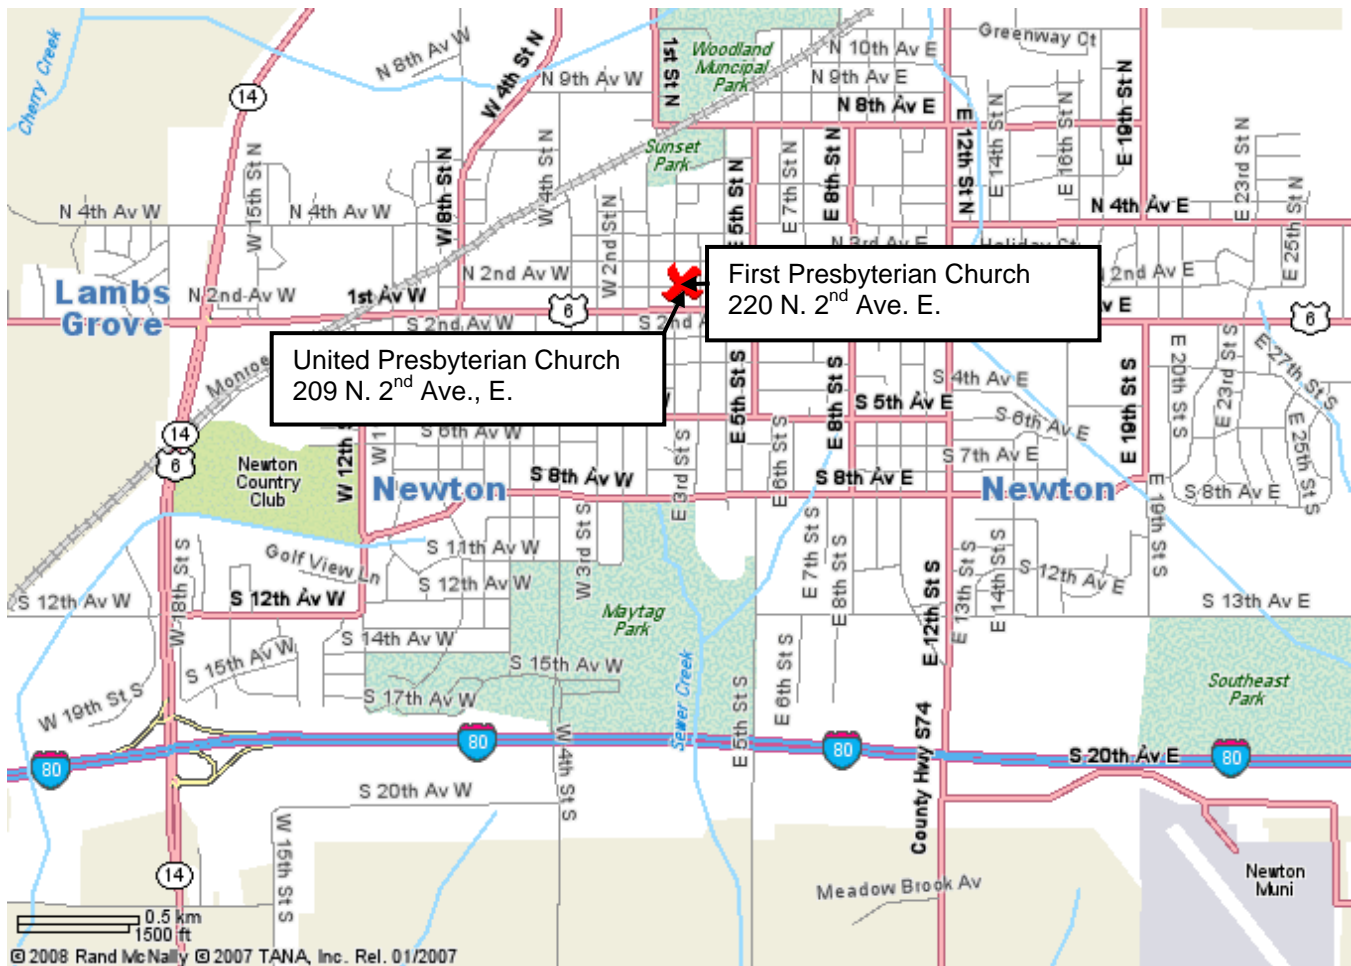 Cherry Creek
14
N 8th Av W
W 4th St N
N 9th Av W
1st St N
Woodland
Muncipal
Park
N 10th Av E
N 9th Av E
N 8th Av E
Greenway Ct
E 12th St N
E 14th St N
E 16th St N
E 19th St N
E 23rd St N
E 25th St N
Sunset
Park
W 15th St N
W 8th St N
W 4th St N
W 2nd St N
E 5th St N
E 7th St N
E 8th St N
N 4th Av W
N 4th Av W
N 4th Av E
N 3rd Av E
Holiday Ct
Lambs
Grove
N 2nd Av W
1st Av W
N 2nd Av W
6
2nd Av E
v E
6
First Presbyterian Church
220 N. 2nd Ave. E.
S 2nd Av W
S 2nd A
United Presbyterian Church
209 N. 2nd Ave., E.
Monroe
14
6
Newton
Country
Club
W 12th S
W 1
S 6th Av W
S 8th Av W
Newton
E 3rd St S
E 5th St S
E 6th St S
E 8th St S
S 4th Av E
S 5th Av E
S 6th Av E
S 7th Av E
S 8th Av E
Newton
E 19th St S
E 20th St S
E 23rd St S
E 27th St S
E 25th St S
S 8th Av E
E 19th St S
Golf View Ln
S 11th Av W
S 12th Av W
S 12th Av W
S 12th Av W
W 18th St S
W 3rd St S
Maytag
Park
E 7th St S
E 8th St S
E 12th St S
E 13th St S
E 14th St S
S 12th Av E
S 13th Av E
S 14th Av W
S 15th Av W
S 15th Av W
S 17th Av W
W 19th St S
Sewer Creek
E 5th St S
E 6th St S
Southeast
Park
80
80
80
80
S 20th Av E
S 20th Av W
W 4th St S
W 15th St S
County Hwy S74
14
Meadow Brook Av
Newton
Muni
0.5 km
1500 ft
© 2008 Rand McNally © 2007 TANA, Inc. Rel. 01/2007